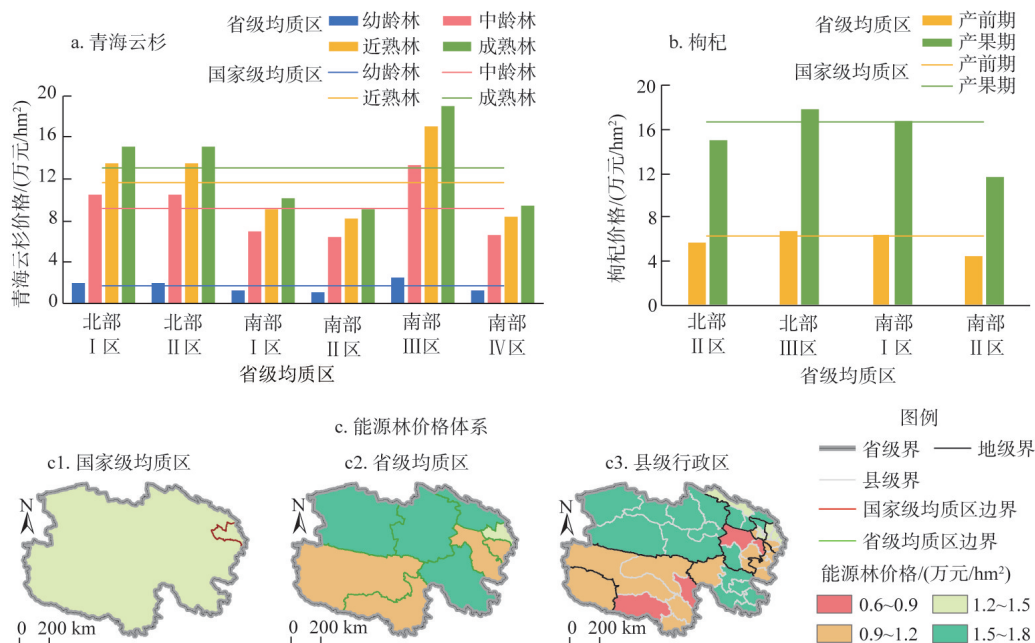 a. 青海云杉
省级均质区 幼龄林 中龄林
近熟林 成熟林
国家级均质区 幼龄林 中龄林
近熟林 成熟林
青海云杉价格/(万元/hm²)
20
16
12
8
4
0
北部 北部 南部 南部 南部 南部
Ⅰ区 Ⅱ区 Ⅰ区 Ⅱ区 Ⅲ区 Ⅳ区
省级均质区
b. 枸杞
省级均质区 产前期
产果期
国家级均质区 产前期
产果期
枸杞价格/(万元/hm²)
20
16
12
8
4
0
北部 北部 南部 南部
Ⅱ区 Ⅲ区 Ⅰ区 Ⅱ区
省级均质区
c. 能源林价格体系
c1. 国家级均质区
N
0 200 km
c2. 省级均质区
N
0 200 km
c3. 县级行政区
N
0 200 km
图例
省级界 地级界
县级界
国家级均质区边界
省级均质区边界
能源林价格/(万元/hm²)
0.6~0.9 1.2~1.5
0.9~1.2 1.5~1.8